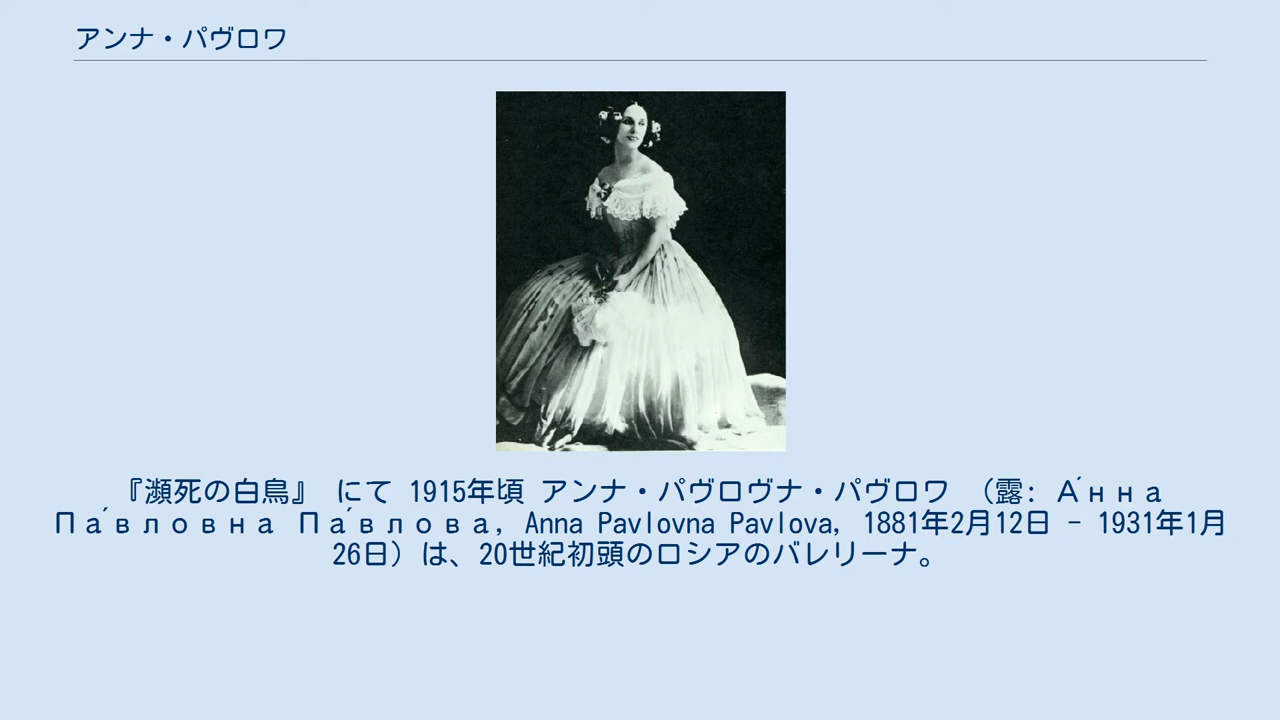 アンナ・パヴロワ
『瀕死の白鳥』 にて 1915年頃 アンナ・パヴロヴナ・パヴロワ （露: А́нна
Па́вловна Па́влова, Anna Pavlovna Pavlova, 1881年2月12日 - 1931年1月
26日）は、20世紀初頭のロシアのバレリーナ。